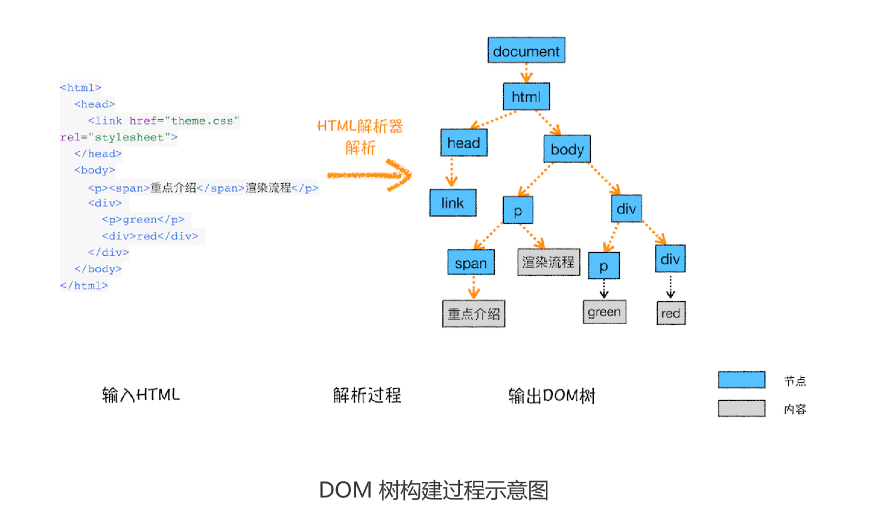 <html>
<head>
<link href="theme.css"
rel="stylesheet">
</head>
<body>
<p><span>重点介绍</span>渲染流程</p>
<div>
<p>green</p>
<div>red</div>
</div>
</body>
</html>
HTML解析器
解析
document
html
head
body
link
p
div
span
渲染流程
p
div
重点介绍
green
red
输入HTML
解析过程
输出DOM树
节点
内容
DOM 树构建过程示意图